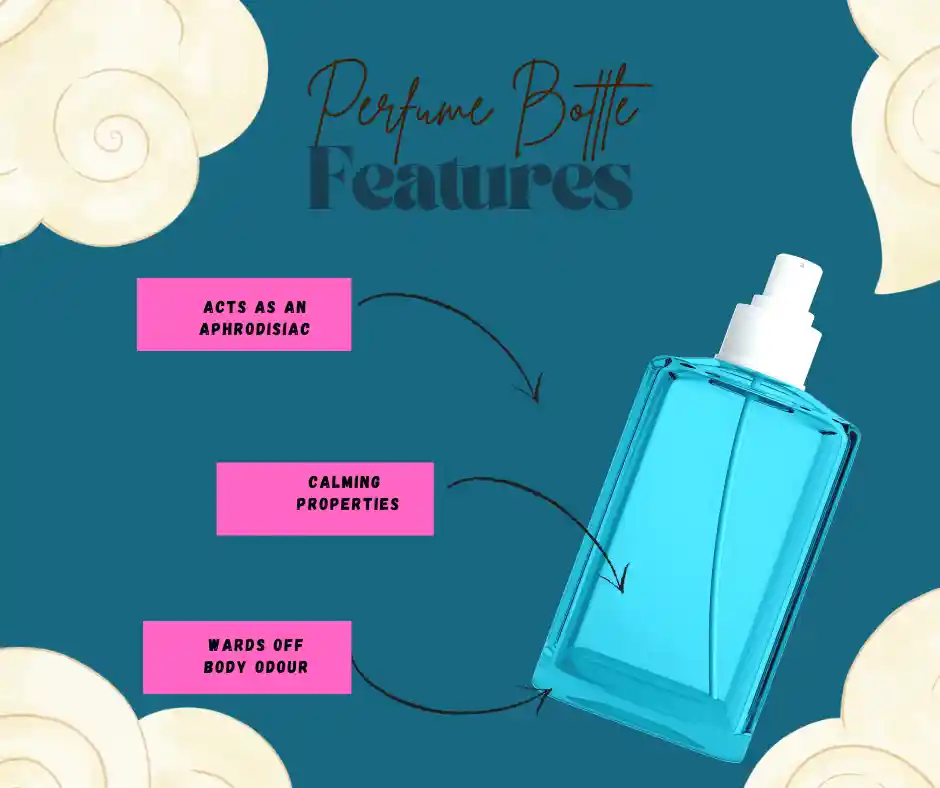 Perfume Bottle
Features
ACTS AS AN
APHRODISIAC
CALMING
PROPERTIES
WARDS OFF
BODY ODOUR